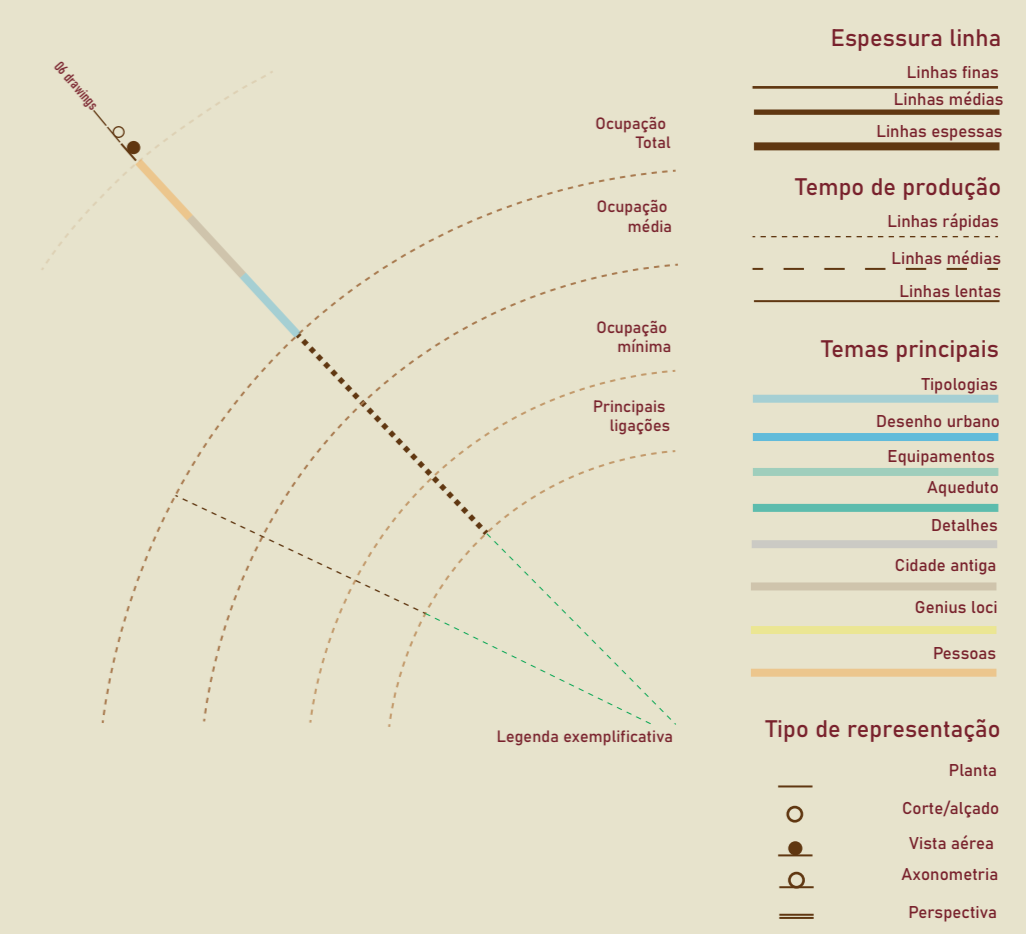 06 drawings
Ocupação
Total
Ocupação
média
Ocupação
mínima
Principais
ligações
Legenda exemplificativa
Espessura linha
Linhas finas
Linhas médias
Linhas espessas
Tempo de produção
Linhas rápidas
Linhas médias
Linhas lentas
Temas principais
Tipologias
Desenho urbano
Equipamentos
Aqueduto
Detalhes
Cidade antiga
Genius loci
Pessoas
Tipo de representação
Planta
Corte/alçado
Vista aérea
Axonometria
Perspectiva